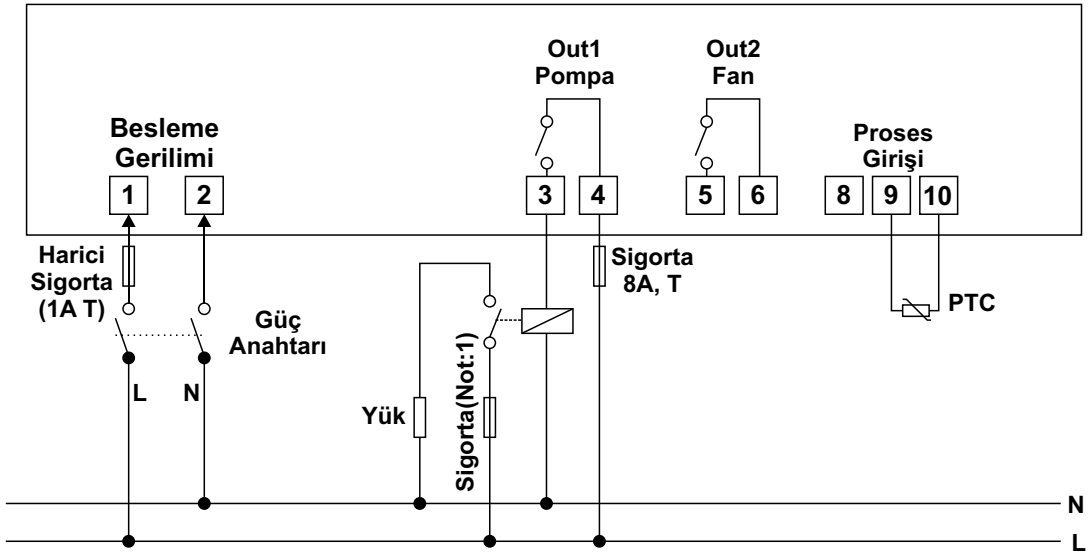 Out1
Pompa
Out2
Fan
Besleme
Gerilimi
Proses
Girişi
1
2
3
4
5
6
8
9
10
Harici
Sigorta
(1A T)
Güç
Anahtarı
Sigorta
8A, T
PTC
L
N
Yük
Sigorta(Not:1)
N
L